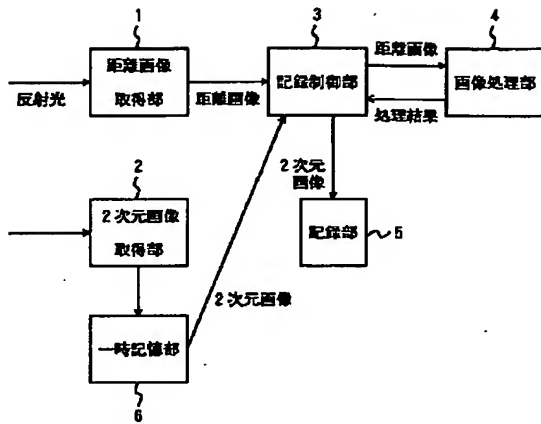 1
距離画像
取得部
反射光
距離画像
3
記録制御部
距離画像
処理結果
4
画像処理部
2
2次元画像
取得部
2次元
画像
記録部
5
2次元画像
一時記憶部
6